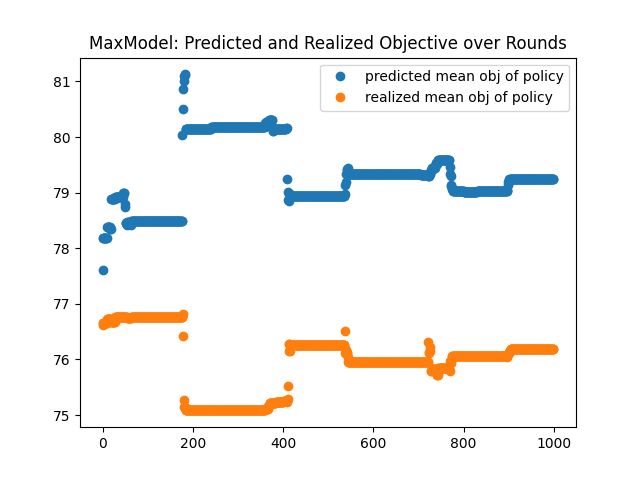 MaxModel: Predicted and Realized Objective over Rounds
predicted mean obj of policy
realized mean obj of policy
81
80
79
78
77
76
75
0 200 400 600 800 1000